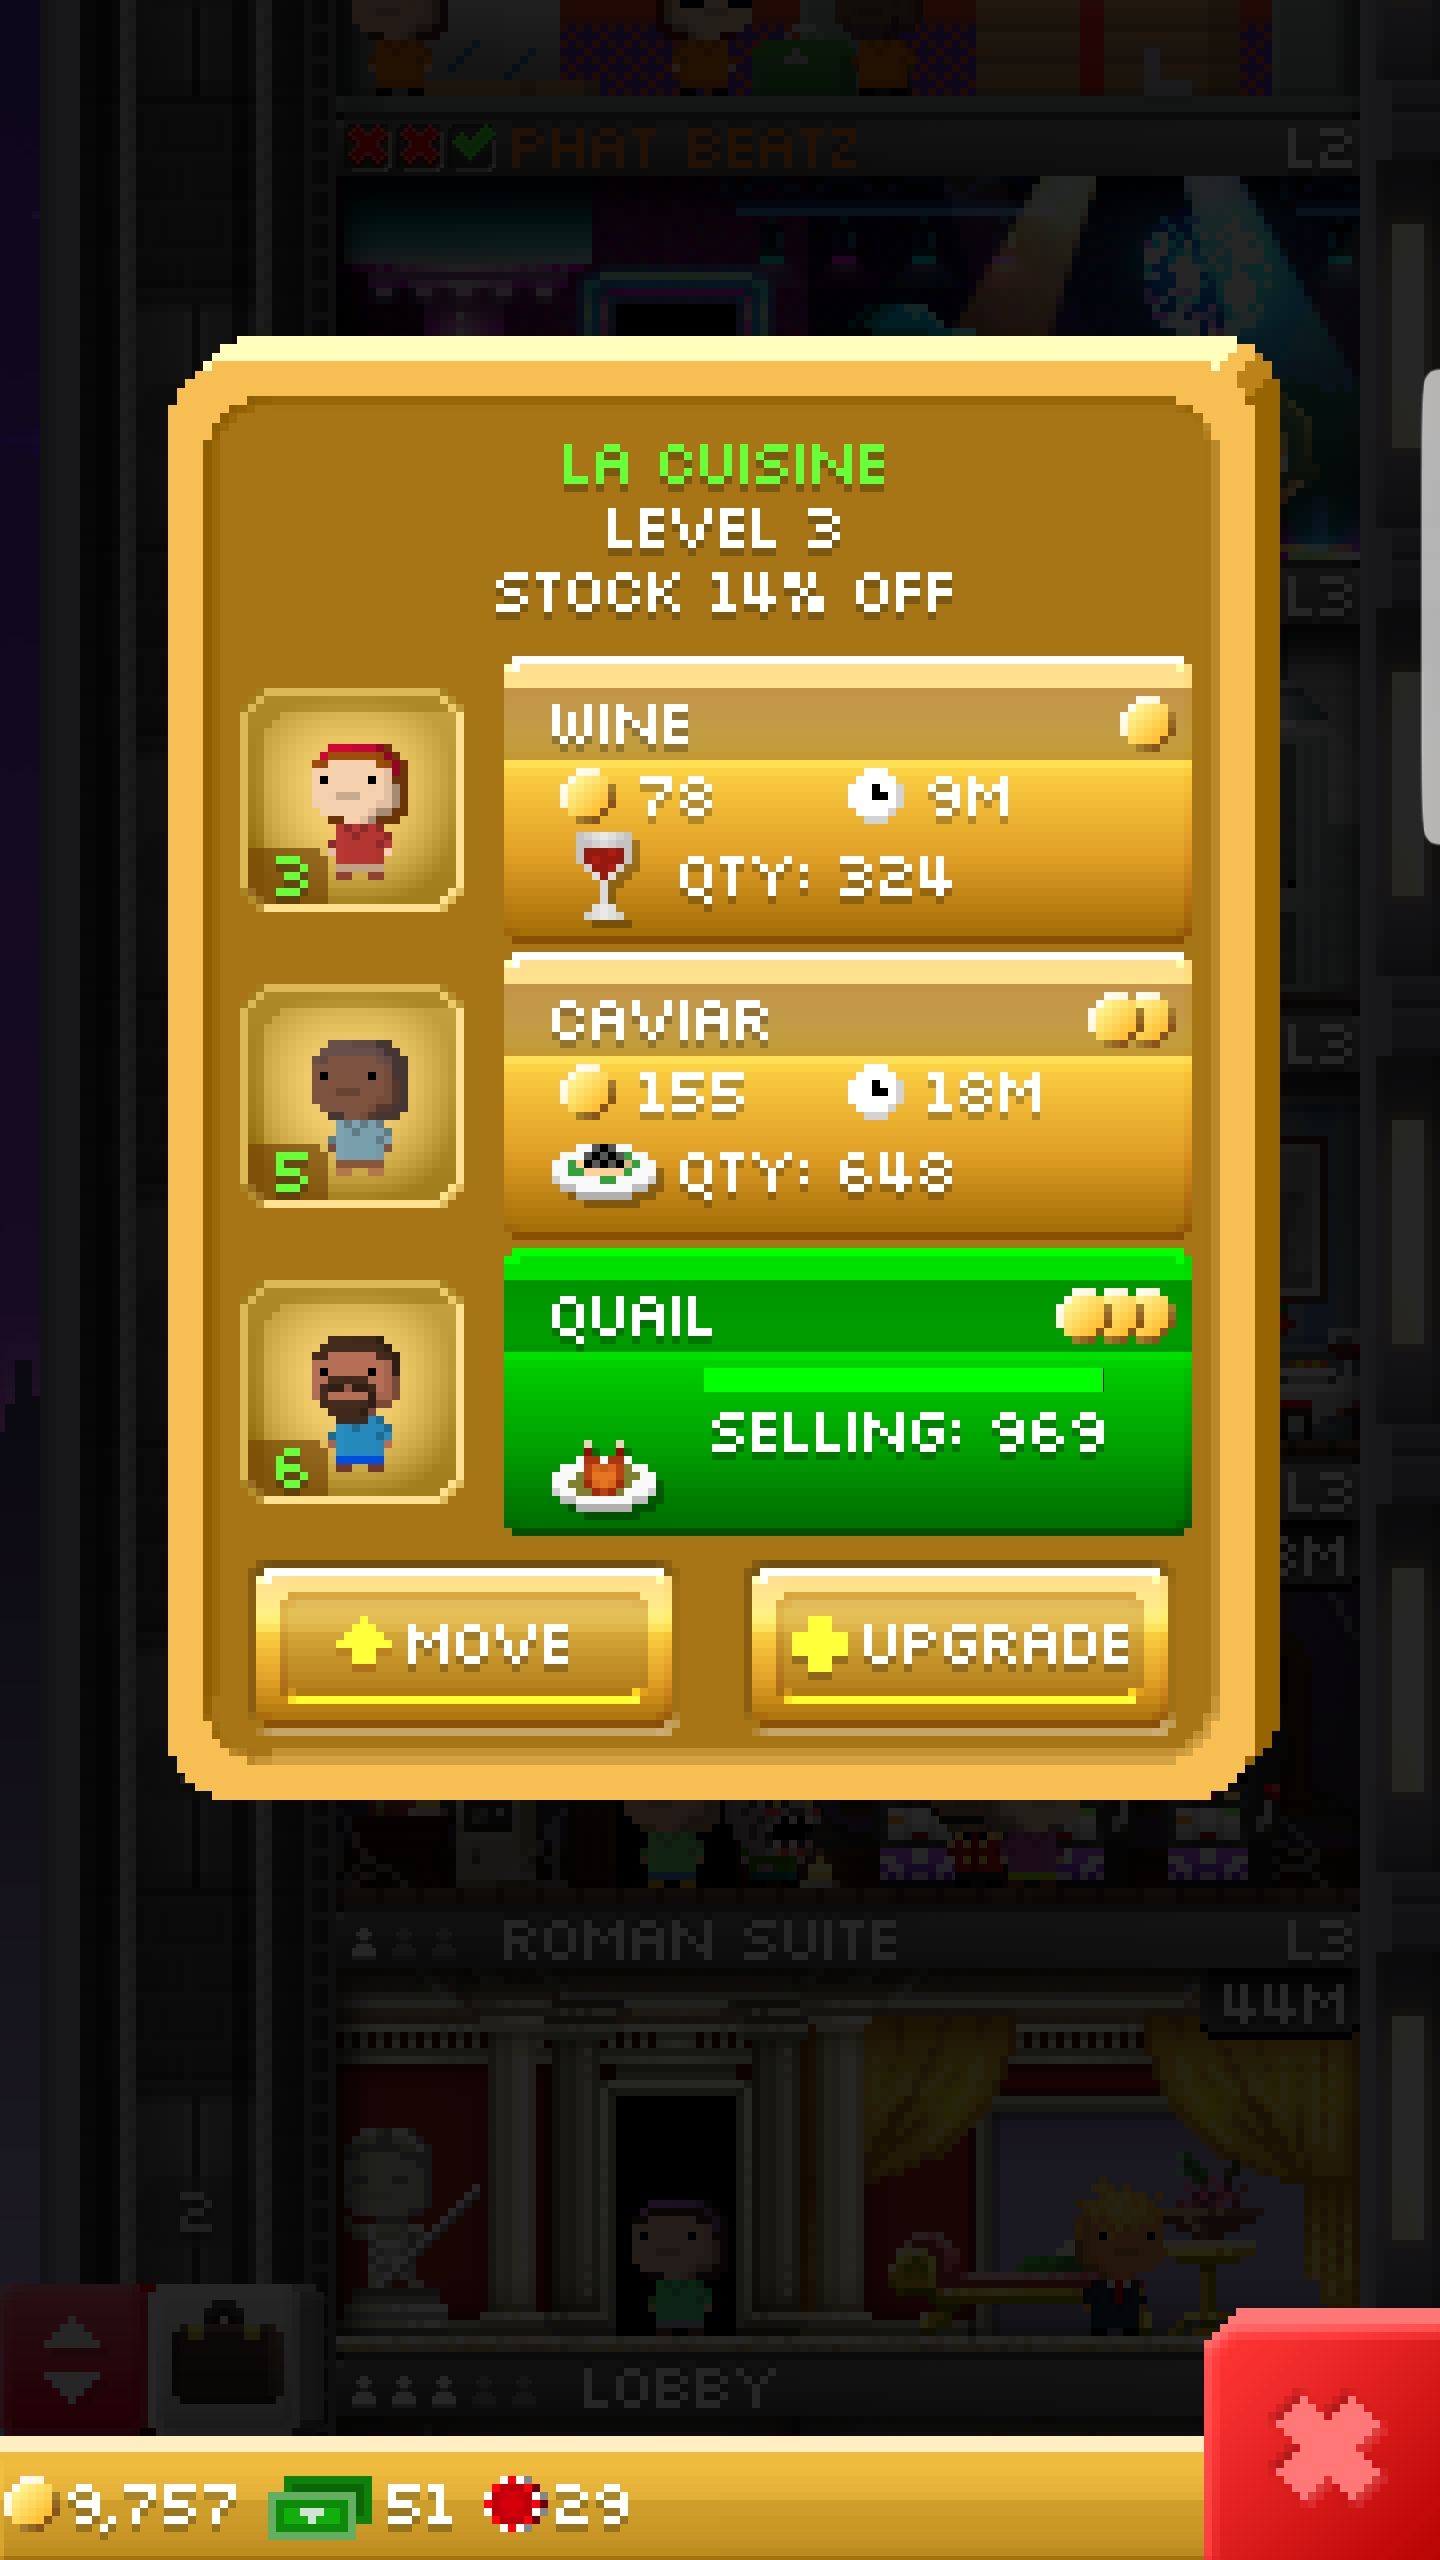 PHAT BEATZ L2
LA CUISINE
LEVEL 3
STOCK 14% OFF
L3
WINE
78 9M
3 QTY: 324
CAVIAR
L3
155 18M
5 QTY: 648
QUAIL
SELLING: 969
6
L3
MOVE UPGRADE
ROMAN SUITE L3
44M
2
LOBBY
9,757 51 29